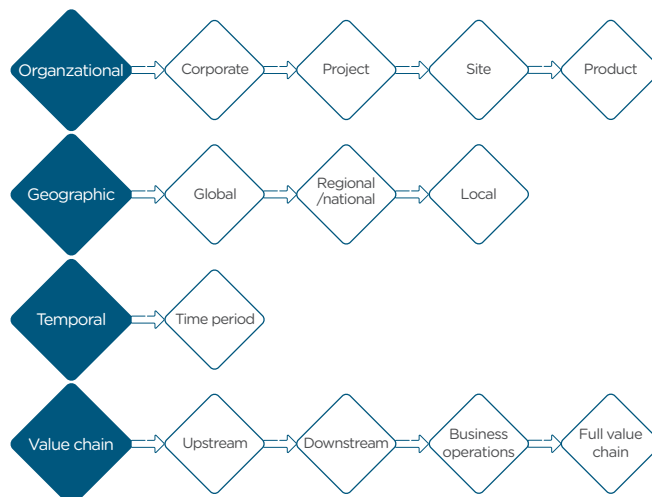 Organzational
Corporate
Project
Site
Product
Geographic
Global
Regional
/national
Local
Temporal
Time period
Value chain
Upstream
Downstream
Business
operations
Full value
chain